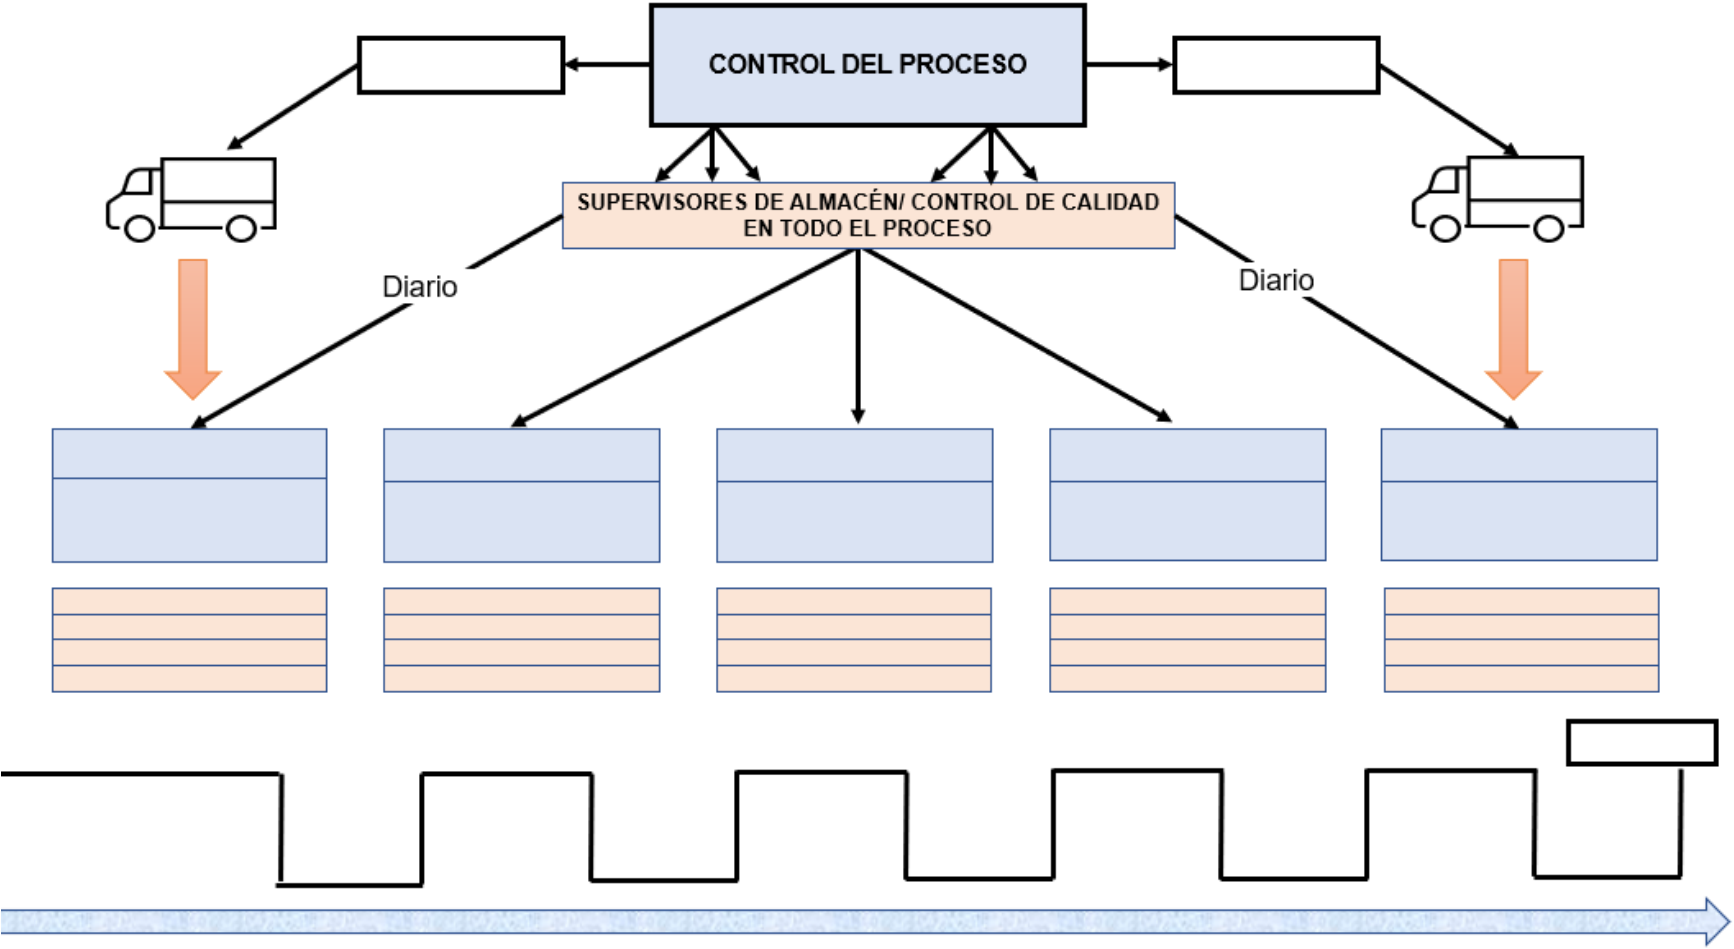 CONTROL DEL PROCESO
SUPERVISORES DE ALMACÉN/ CONTROL DE CALIDAD
EN TODO EL PROCESO
Diario
Diario